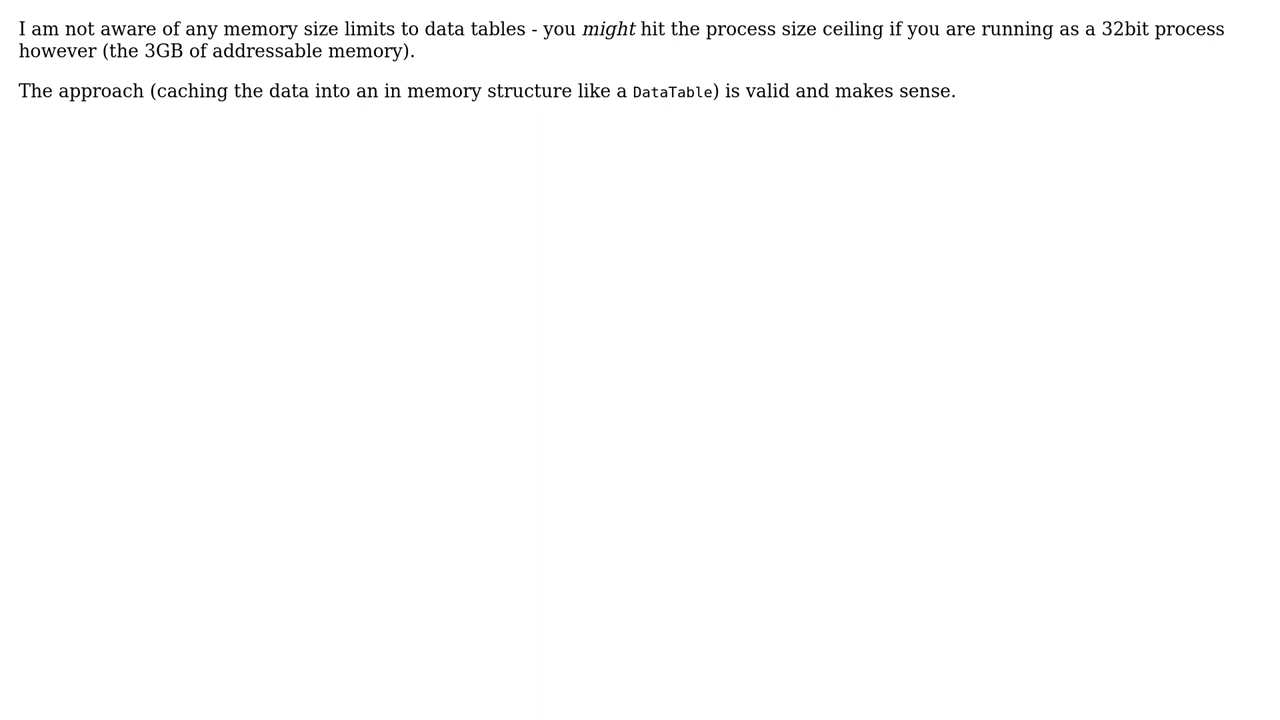 I am not aware of any memory size limits to data tables - you might hit the process size ceiling if you are running as a 32bit process
however (the 3GB of addressable memory).
The approach (caching the data into an in memory structure like a DataTable) is valid and makes sense.